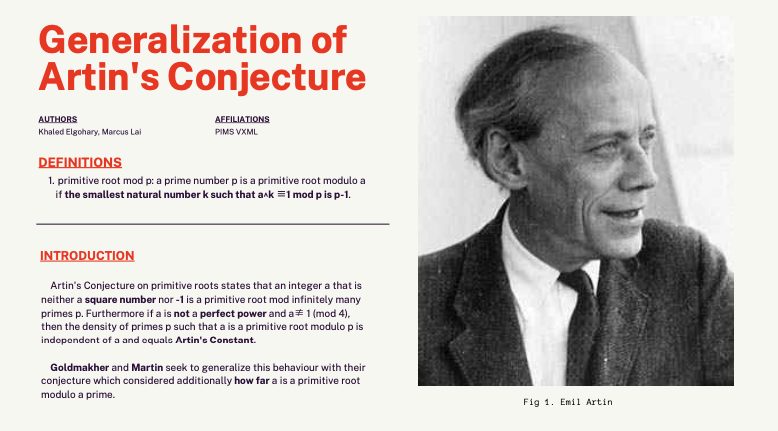 Generalization of
Artin's Conjecture
AUTHORS
Khaled Elgohary, Marcus Lai
AFFILIATIONS
PIMS VXML
DEFINITIONS
1. primitive root mod p: a prime number p is a primitive root modulo a
if the smallest natural number k such that a^k ≡1 mod p is p-1.
INTRODUCTION
Artin's Conjecture on primitive roots states that an integer a that is
neither a square number nor -1 is a primitive root mod infinitely many
primes p. Furthermore if a is not a perfect power and a≢ 1 (mod 4),
then the density of primes p such that a is a primitive root modulo p is
independent of a and equals Artin's Constant.
Goldmakher and Martin seek to generalize this behaviour with their
conjecture which considered additionally how far a is a primitive root
modulo a prime.
Fig 1. Emil Artin